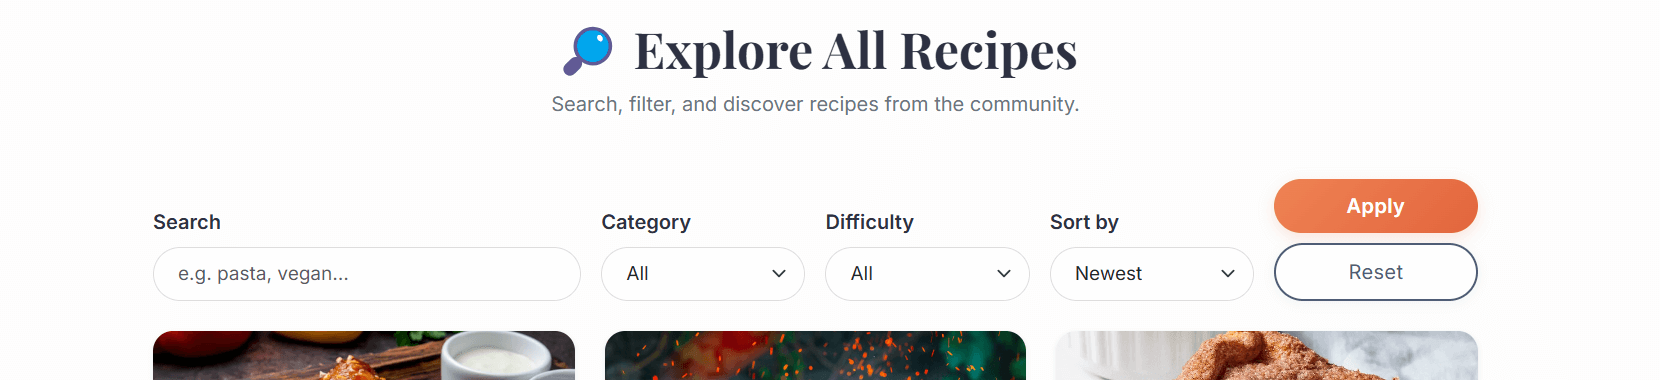 Explore All Recipes
Search, filter, and discover recipes from the community.
Search
Category
Difficulty
Sort by
Apply
e.g. pasta, vegan...
All
All
Newest
Reset